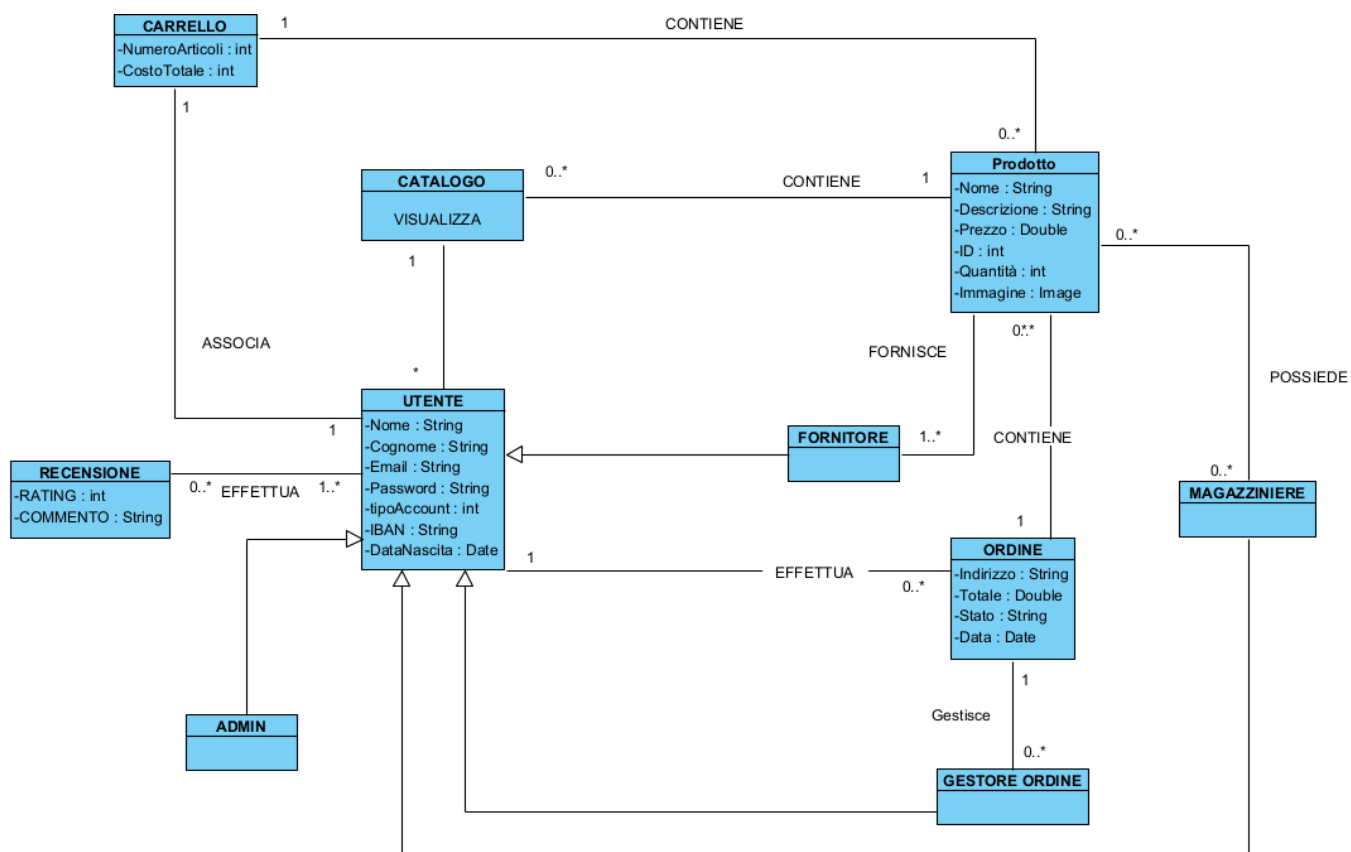 CARRELLO
-NumeroArticoli : int
-CostoTotale : int
1
CONTIENE
1
0..*
Prodotto
-Nome : String
-Descrizione : String
-Prezzo : Double
-ID : int
-Quantità : int
-Immagine : Image
CATALOGO
VISUALIZZA
0..*
CONTIENE
1
1
*
ASSOCIA
1
0..*
0..*
POSSIEDE
FORNISCE
UTENTE
-Nome : String
-Cognome : String
-Email : String
-Password : String
-tipoAccount : int
-IBAN : String
-DataNascita : Date
FORNITORE
1..*
CONTIENE
RECENSIONE
-RATING : int
-COMMENTO : String
0..*
EFFETTUA
1..*
MAGAZZINIERE
1
ORDINE
-Indirizzo : String
-Totale : Double
-Stato : String
-Data : Date
1
EFFETTUA
0..*
1
Gestisce
0..*
ADMIN
GESTORE ORDINE